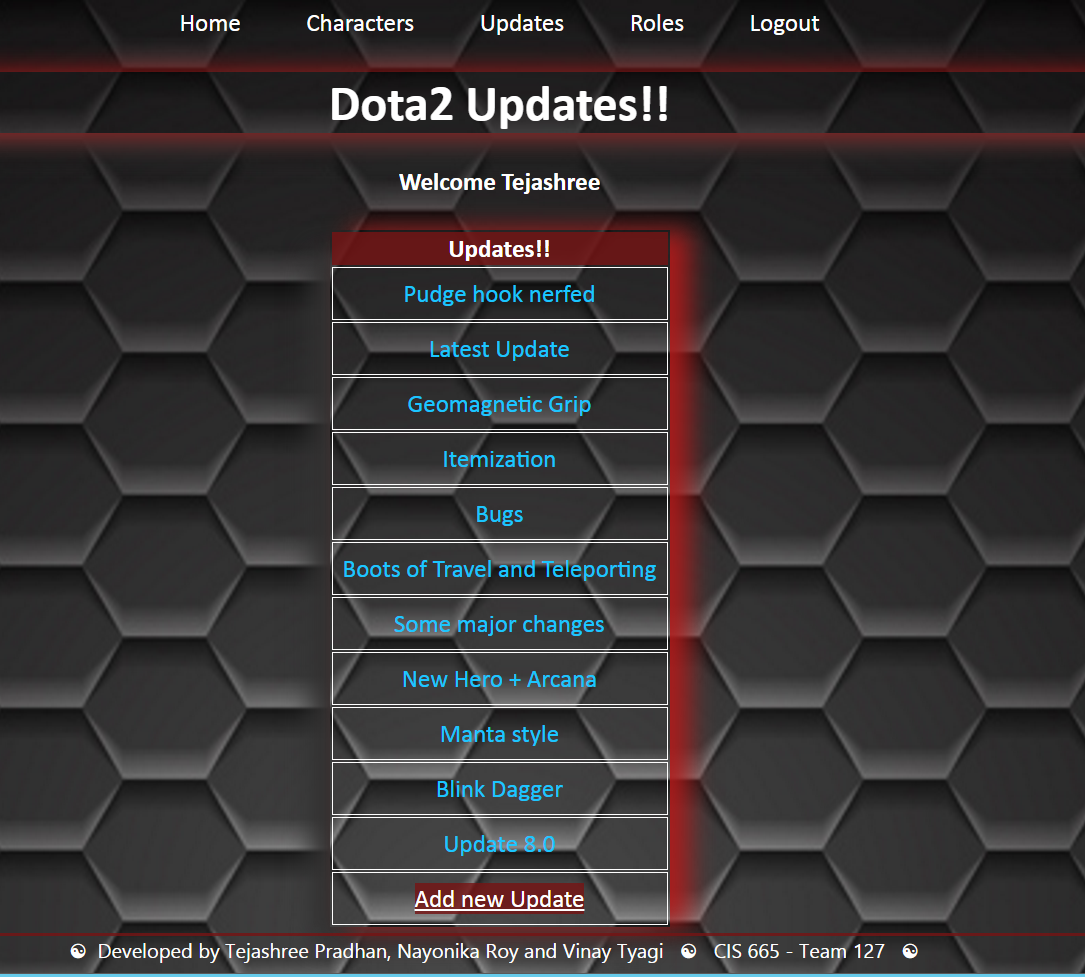 Home Characters Updates Roles Logout
Dota2 Updates!!
Welcome Tejashree
Updates!!
Pudge hook nerfed
Latest Update
Geomagnetic Grip
Itemization
Bugs
Boots of Travel and Teleporting
Some major changes
New Hero + Arcana
Manta style
Blink Dagger
Update 8.0
Add new Update
☯ Developed by Tejashree Pradhan, Nayonika Roy and Vinay Tyagi ☯ CIS 665 - Team 127 ☯